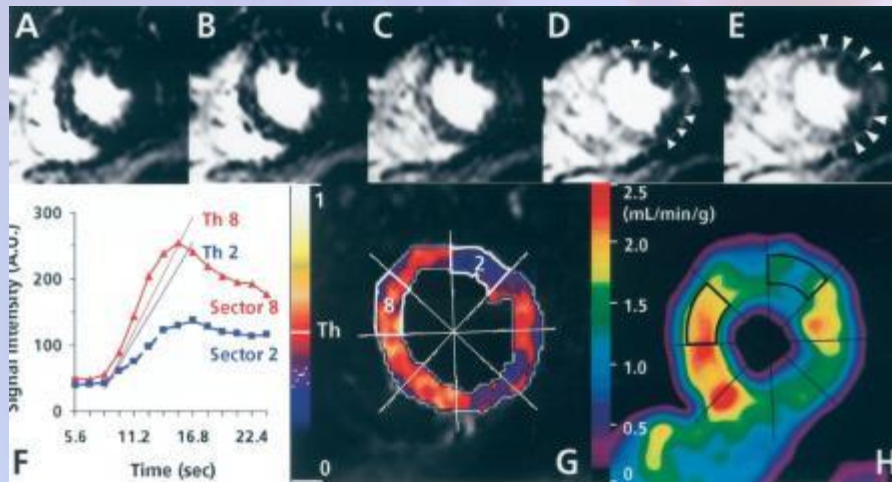 A B C D E
Signal Intensity (A.u.)
300
200
100
0
5.6 11.2 16.8 22.4
Time (sec)
Th 8
Th 2
Sector 8
Sector 2
F
1
Th
0
2
8
G
2.5
(mL/min/g)
2.0
1.5
1.0
0.5
0
H